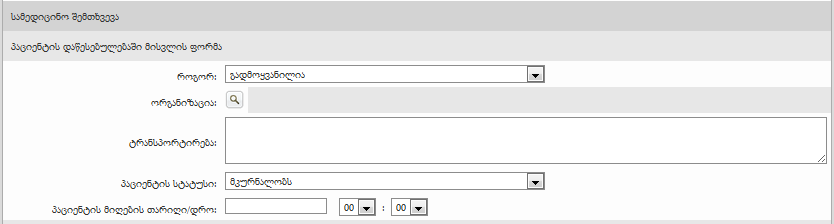 სამედიცინო შემთხვევა
პაციენტის დაწესებულებაში მისვლის ფორმა
როგორ: გადმოყვანილია
ორგანიზაცია:
ტრანსპორტირება:
პაციენტის სტატუსი: მკურნალობს
პაციენტის მიღების თარიღი/დრო: 00 : 00